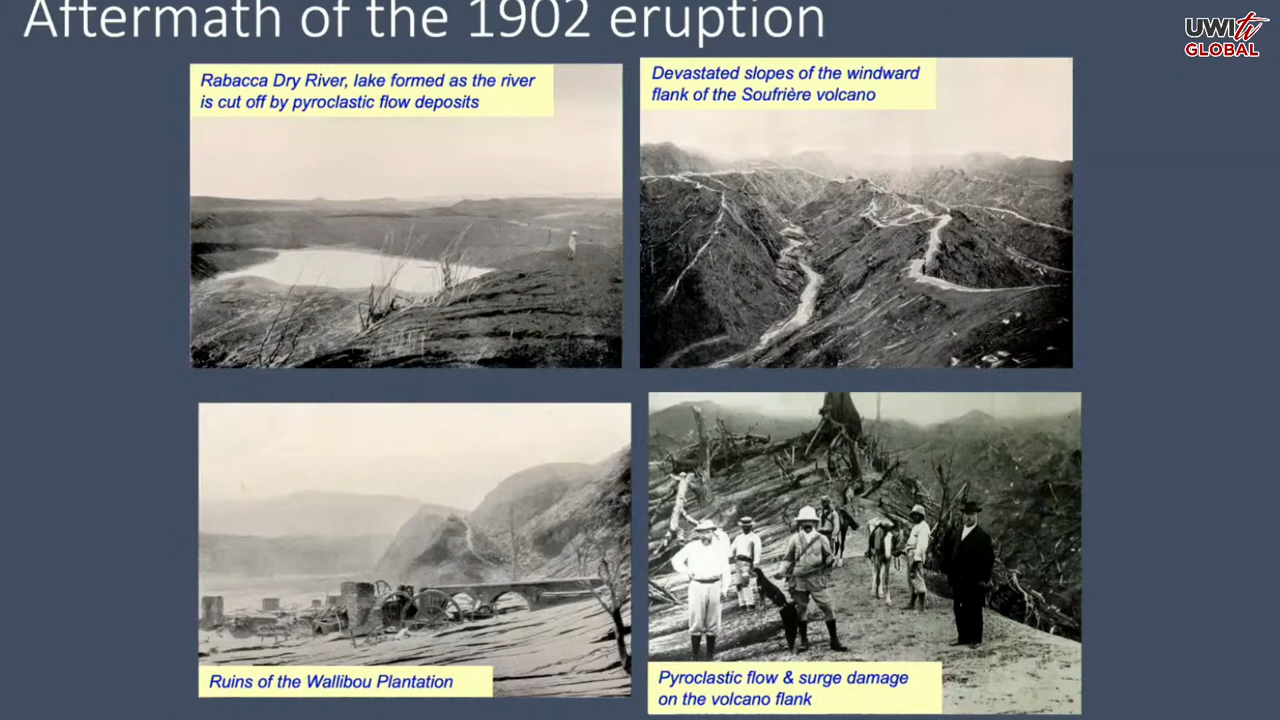 Aftermath of the 1902 eruption
UWItv
GLOBAL
Rabacca Dry River, lake formed as the river
is cut off by pyroclastic flow deposits
Devastated slopes of the windward
flank of the Soufrière volcano
Ruins of the Wallibou Plantation
Pyroclastic flow & surge damage
on the volcano flank